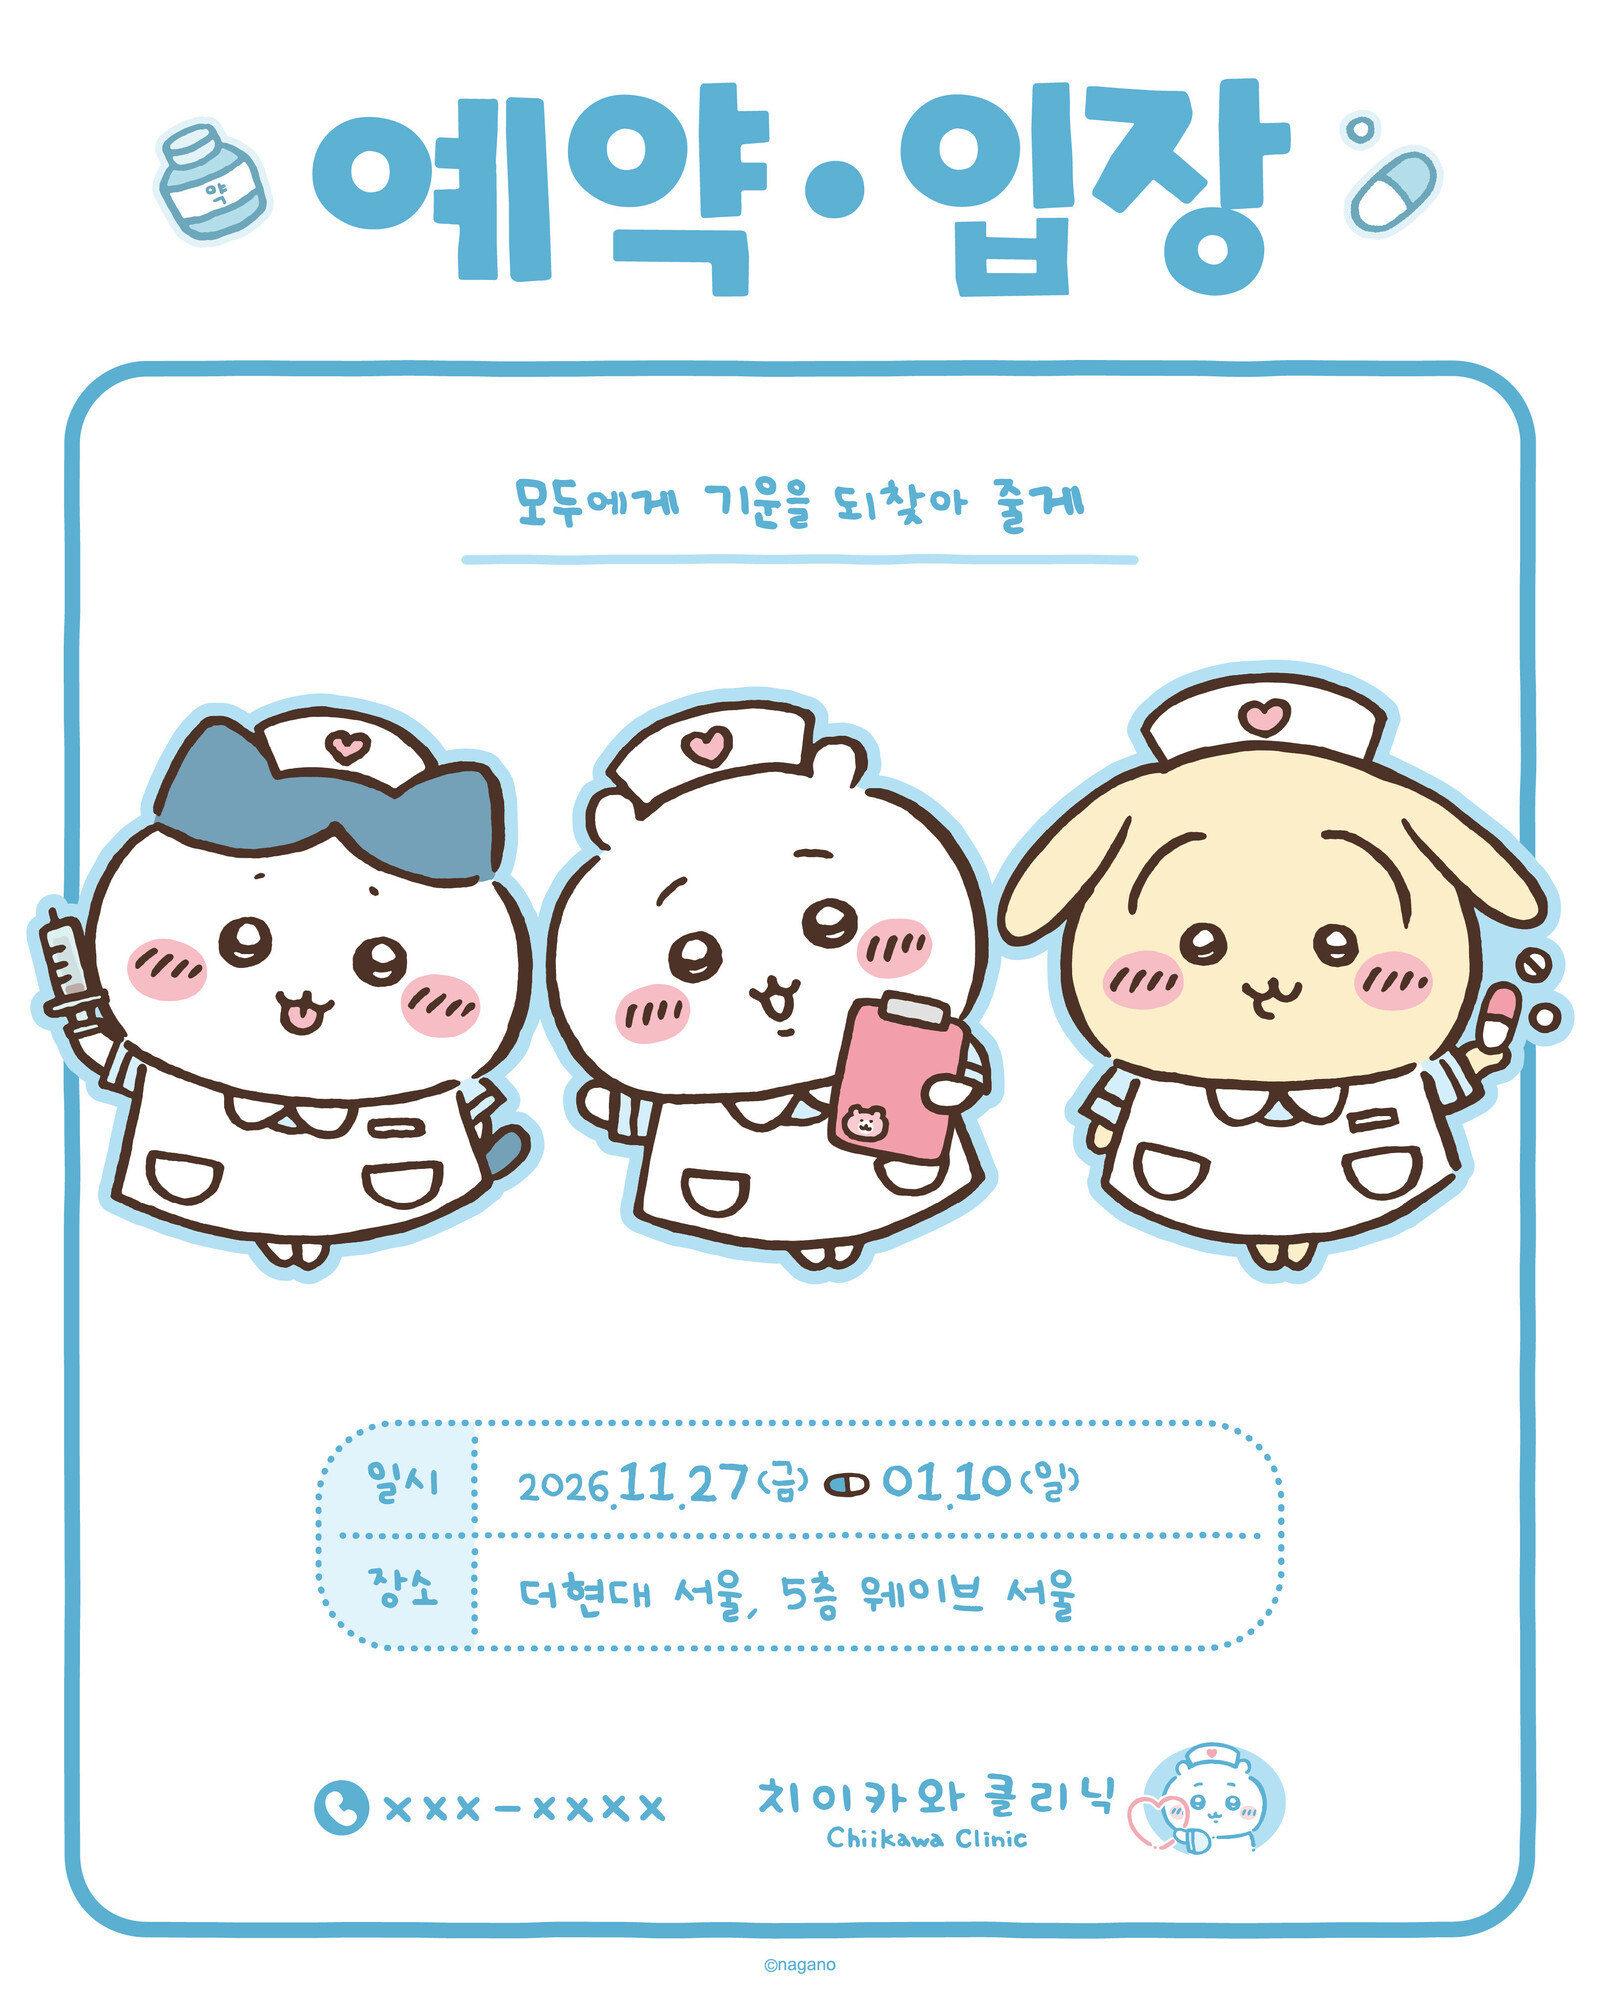 예약·입장
약
모두에게 기운을 되찾아 줄게
일시 2026.11.27(금) 01.10(일)
장소 더현대 서울, 5층 웨이브 서울
xxx-xxxx
치이카와 클리닉
Chiikawa Clinic
©nagano